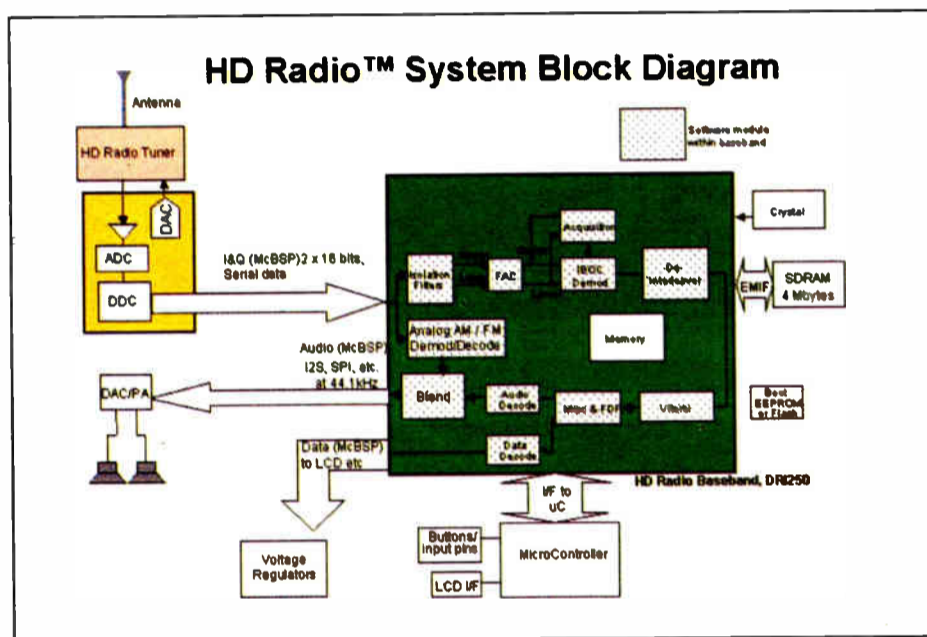 HD Radio™ System Block Diagram
Antenna
HD Radio Tuner
DAC
ADC
DDC
Software module
within baseband
I&Q (McBSP) 2 x 16 bits,
Serial data
Isolation
Filters
FAC
Acquisition
IBOC
Demod
De-
Interleaver
Crystal
EMIF
SDRAM
4 Mbytes
Analog AM / FM
Demod/Decode
Memory
Audio (McBSP)
I2S, SPI, etc.
at 44.1kHz
DAC/PA
Blend
Audio
Decode
Viterbi
Boot
EEPROM
or Flash
Data
Decode
Data (McBSP)
to LCD etc
HD Radio Baseband, DRI250
I/F to
uC
Voltage
Regulators
Buttons/
input pins
LCD I/F
MicroController